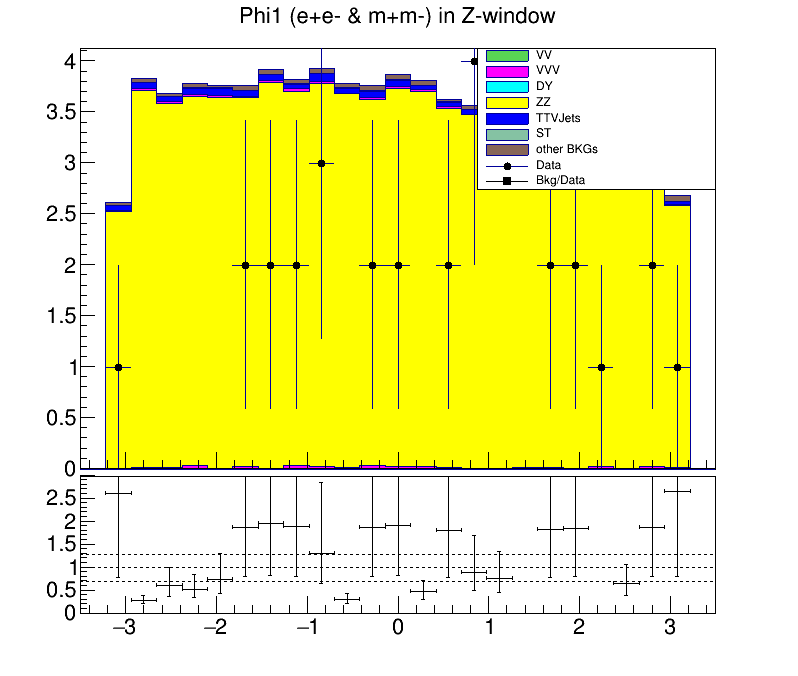 Phi1 (e+e- & m+m-) in Z-window
4
3.5
3
2.5
2
1.5
1
0.5
0
VV
VVV
DY
ZZ
TTVJets
ST
other BKGs
Data
Bkg/Data
2.5
2
1.5
1
0.5
0
−3 −2 −1 0 1 2 3